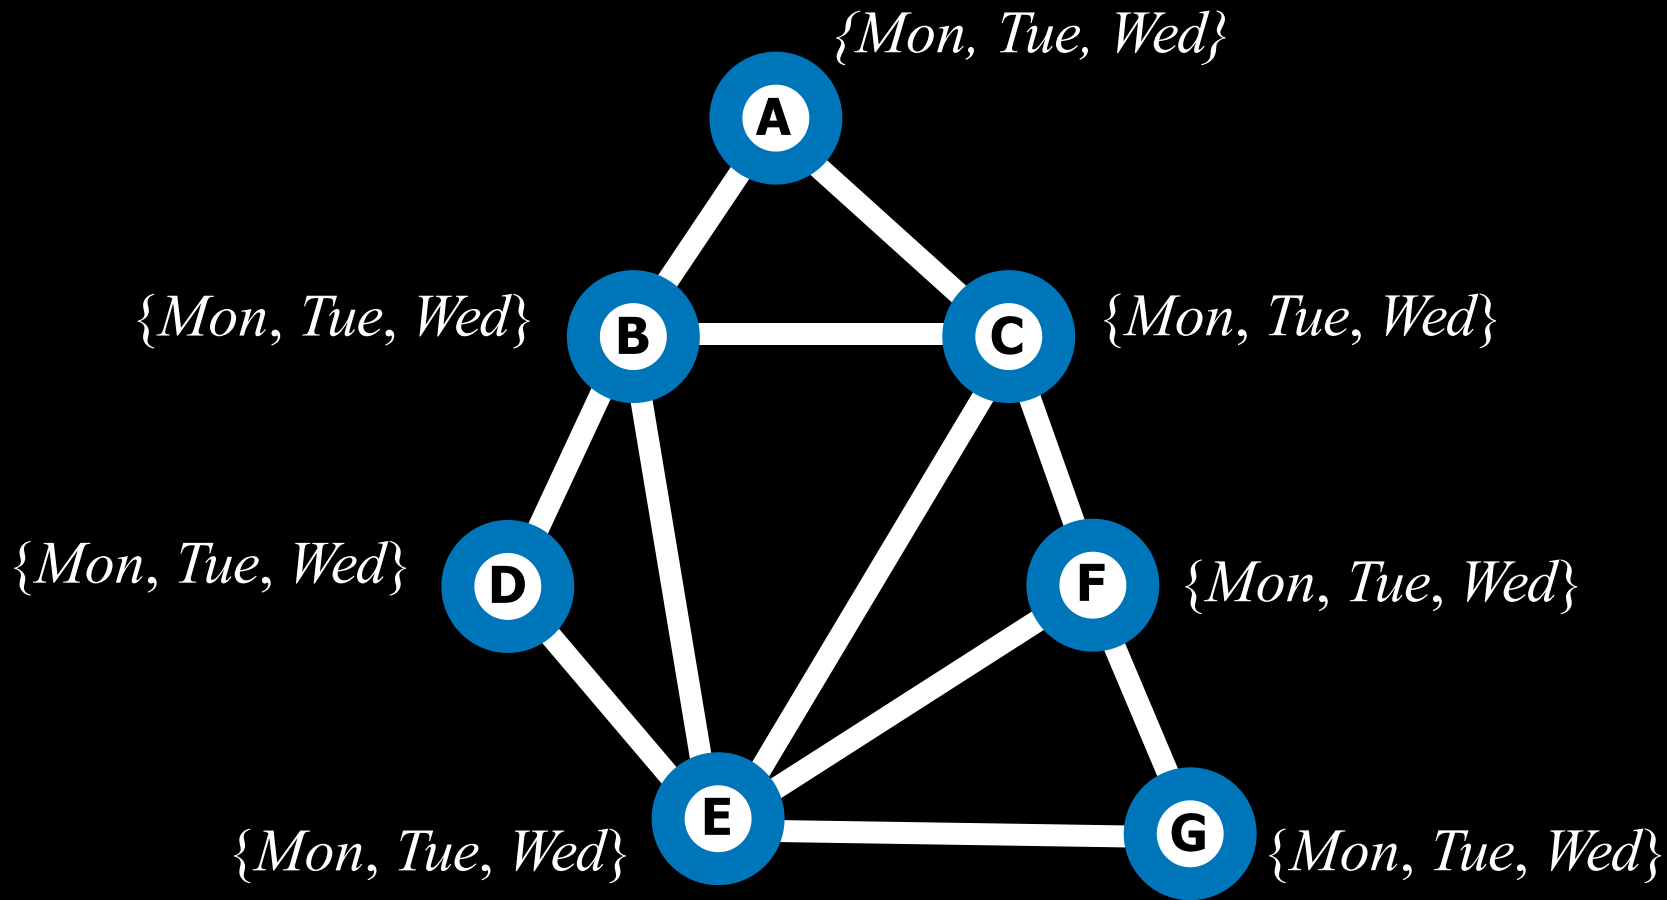 {Mon, Tue, Wed}
A
{Mon, Tue, Wed}
B
C
{Mon, Tue, Wed}
{Mon, Tue, Wed}
D
F
{Mon, Tue, Wed}
{Mon, Tue, Wed}
E
G
{Mon, Tue, Wed}